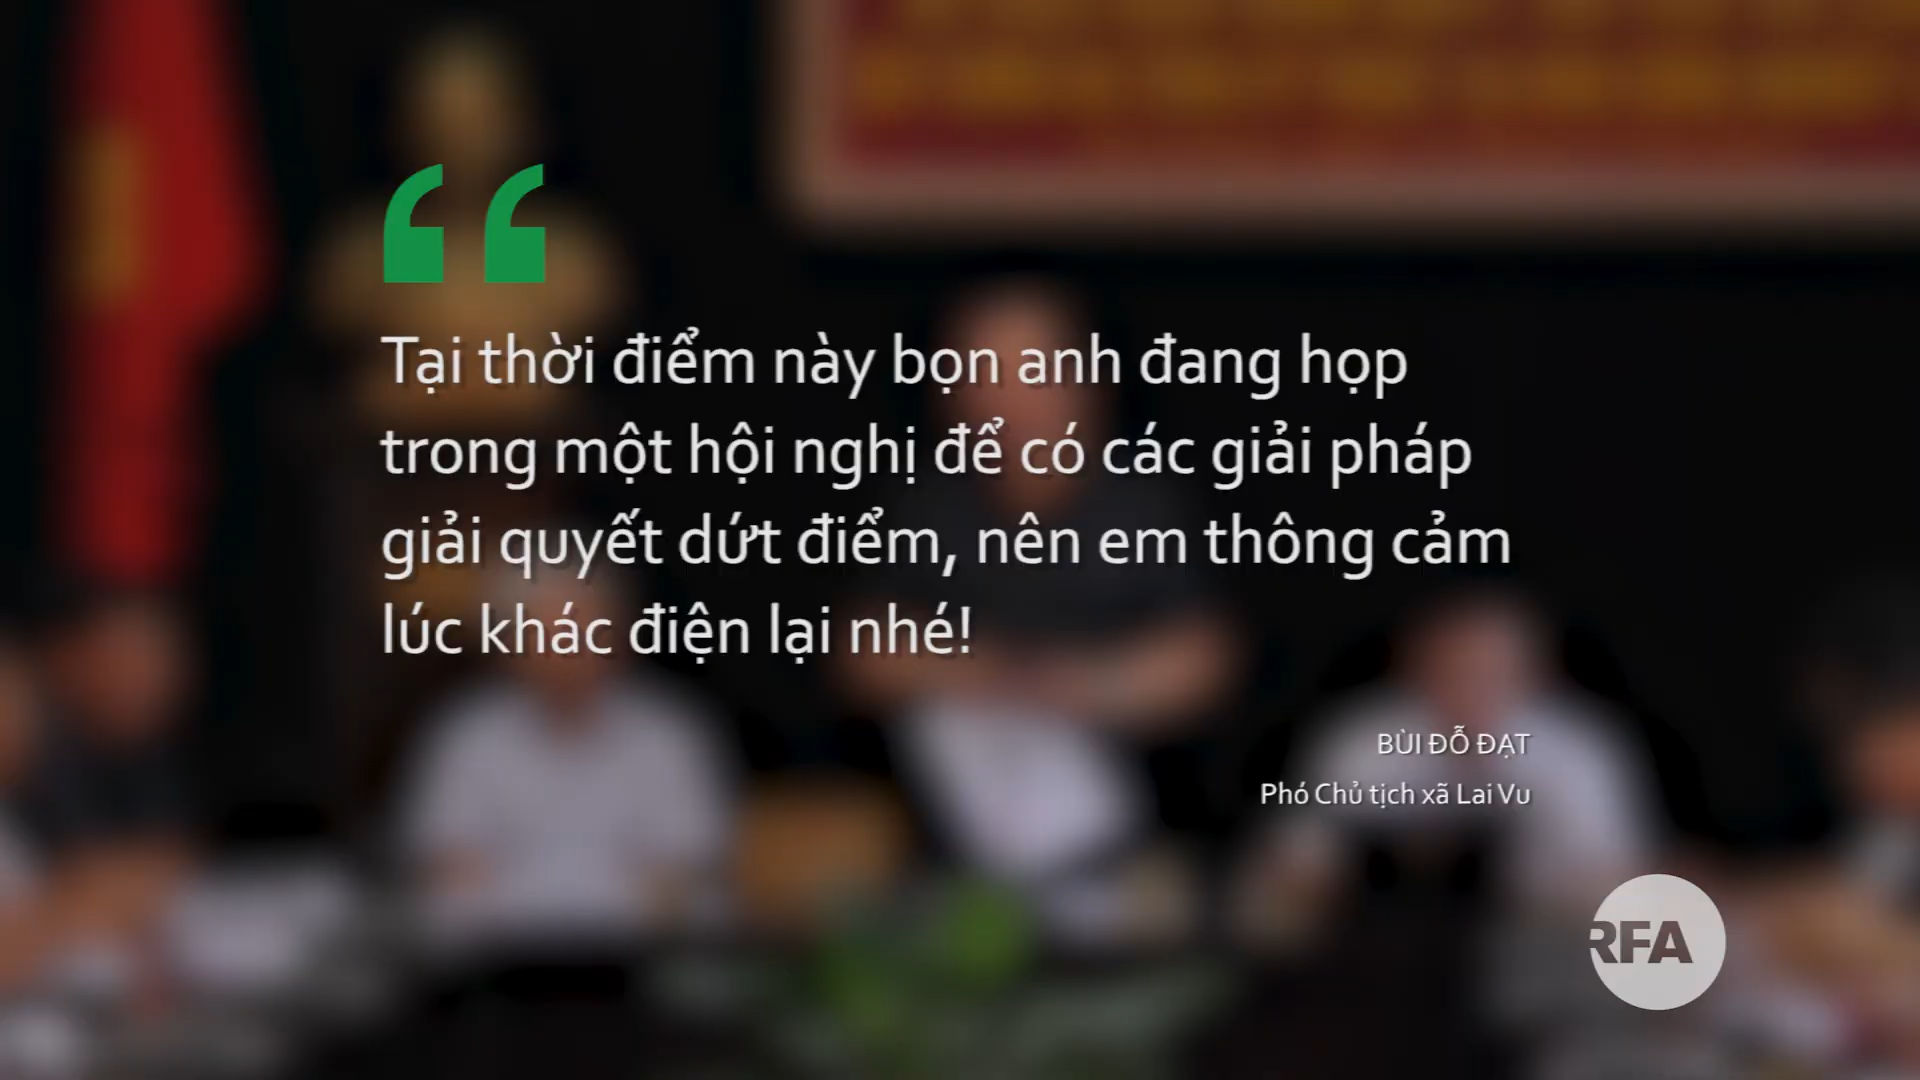 Tại thời điểm này bọn anh đang họp
trong một hội nghị để có các giải pháp
giải quyết dứt điểm, nên em thông cảm
lúc khác điện lại nhé!
BÙI ĐỖ ĐẠT
Phó Chủ tịch xã Lai Vu
RFA